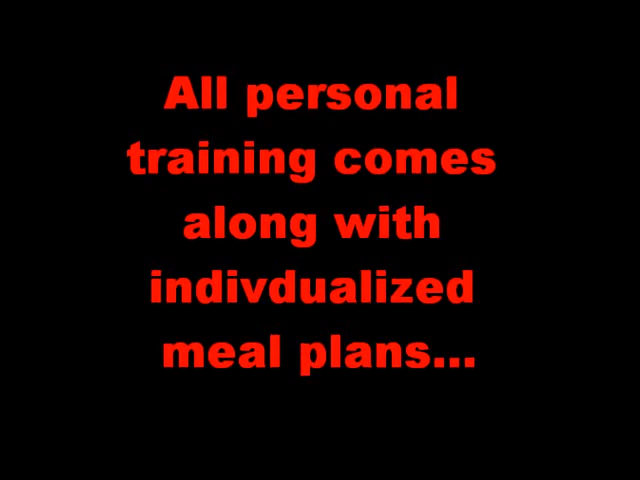 All personal
training comes
along with
indivdualized
meal plans...